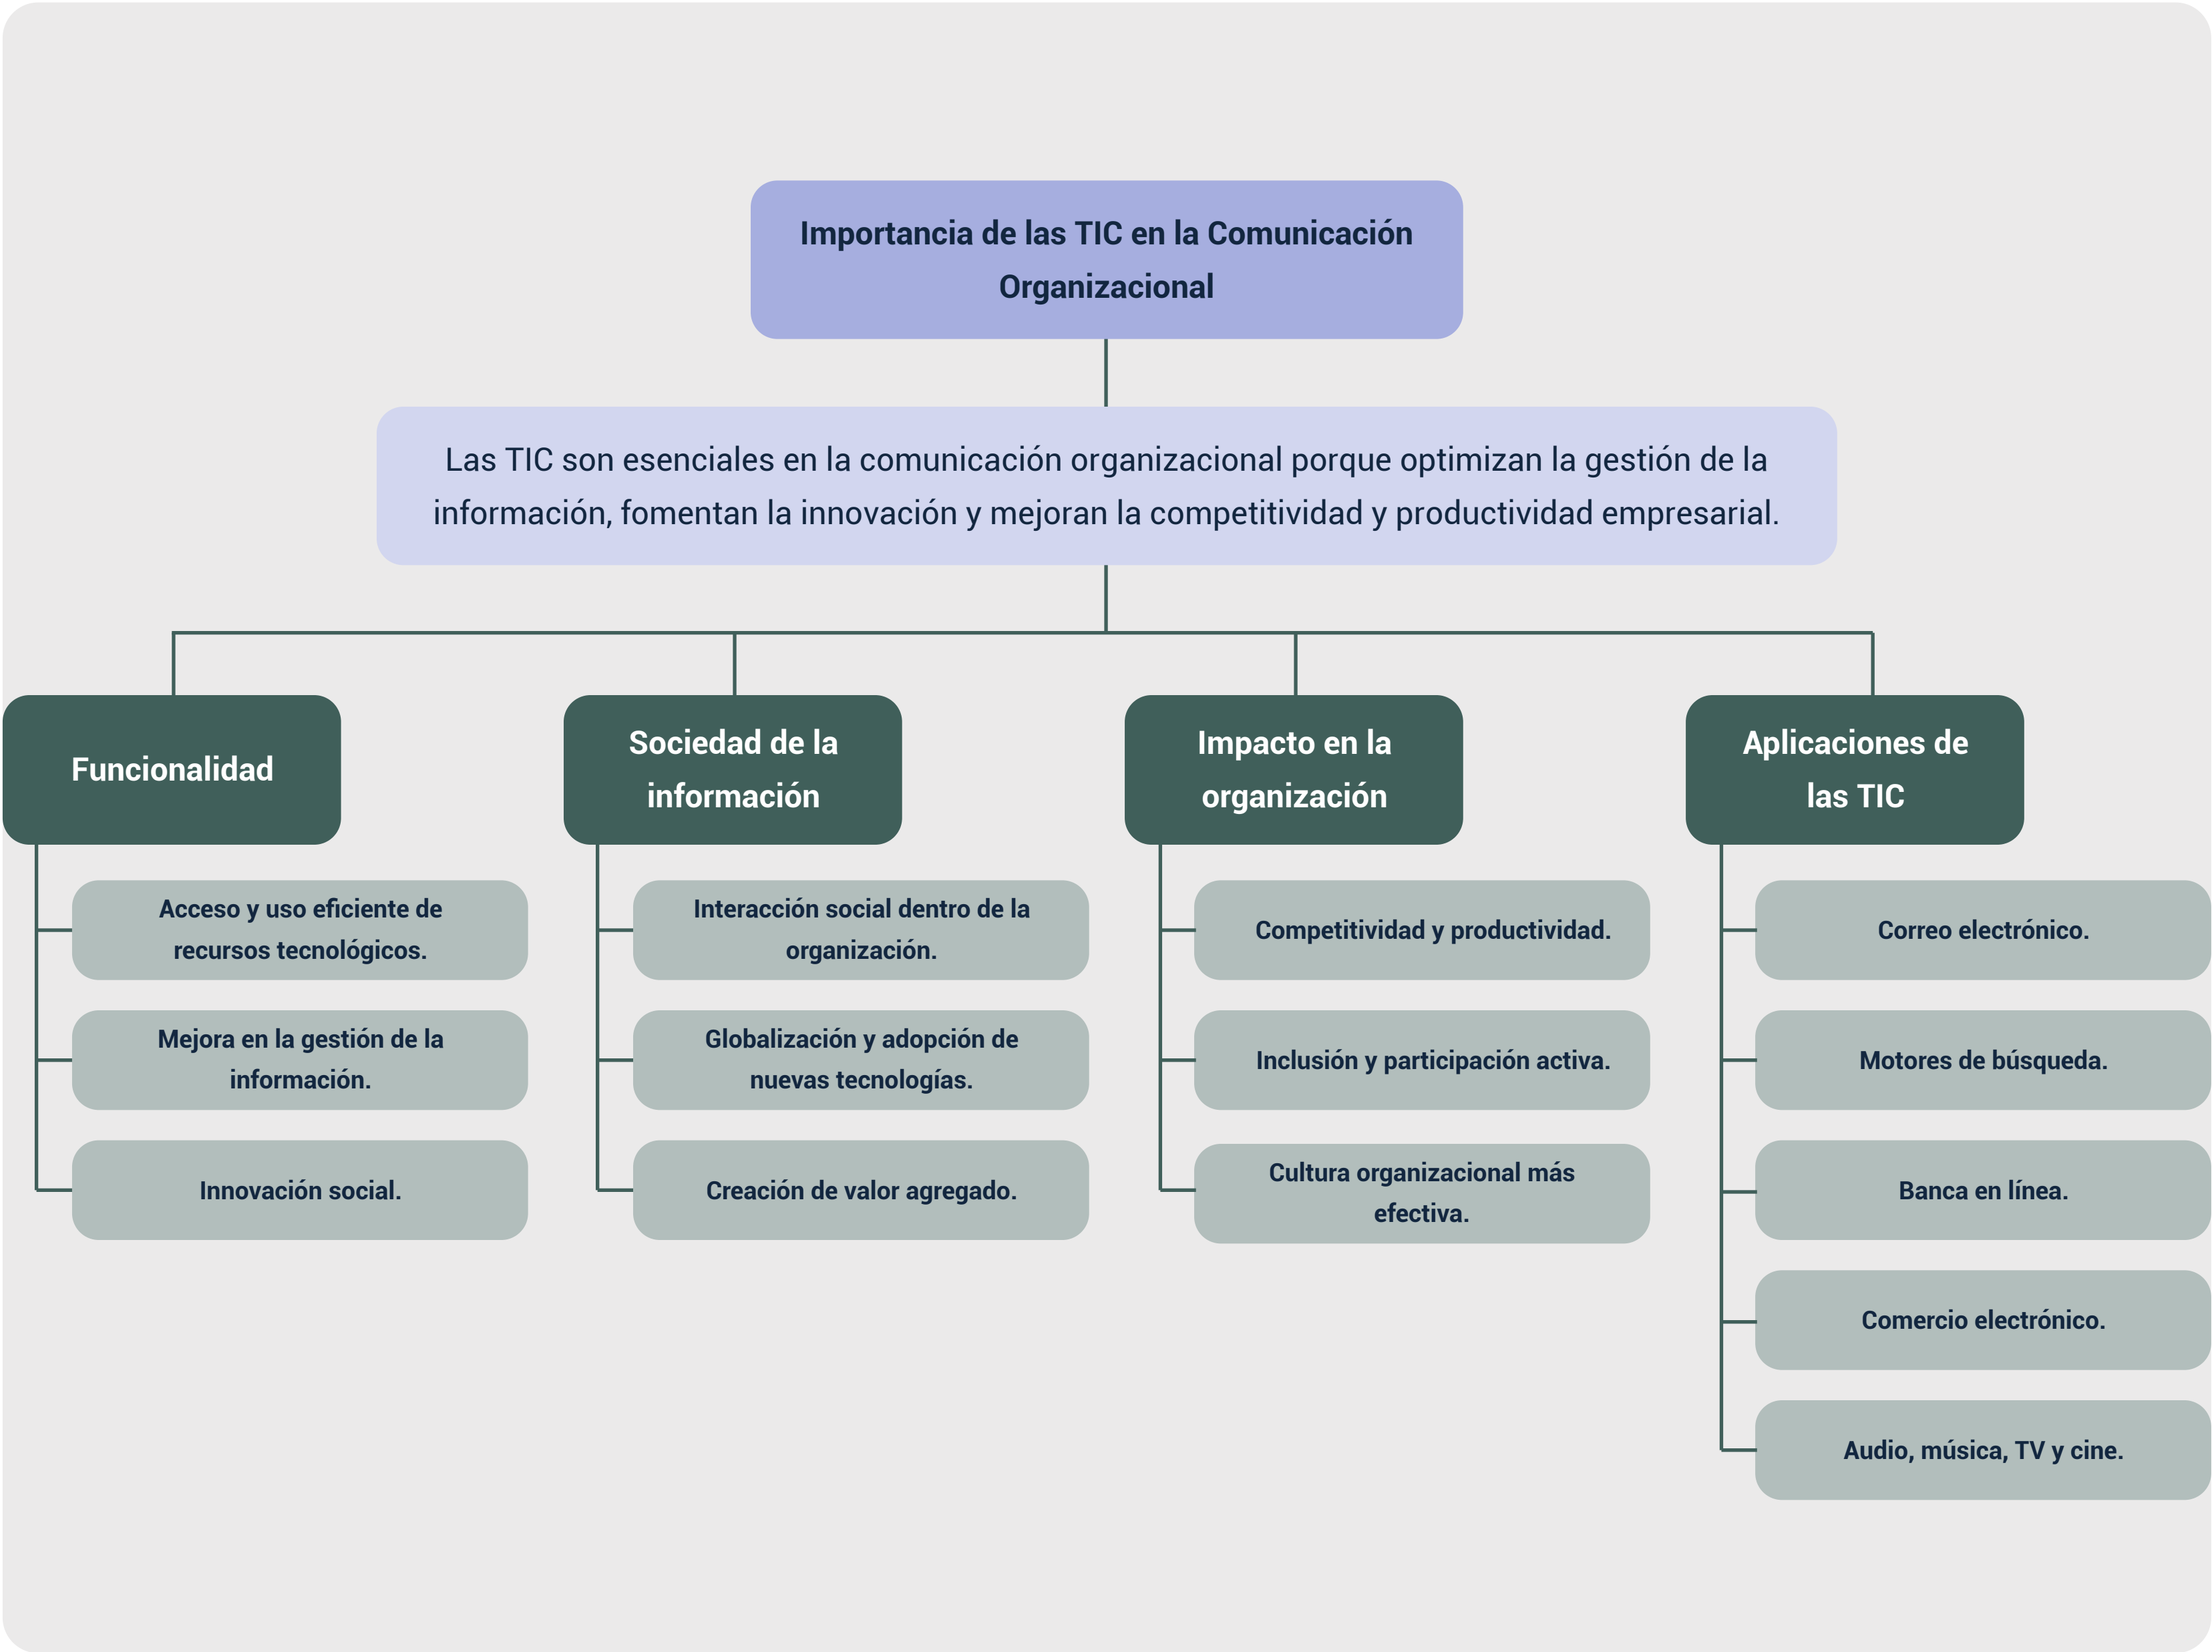 Importancia de las TIC en la Comunicación
Organizacional
Las TIC son esenciales en la comunicación organizacional porque optimizan la gestión de la
información, fomentan la innovación y mejoran la competitividad y productividad empresarial.
Funcionalidad
Acceso y uso eficiente de
recursos tecnológicos.
Mejora en la gestión de la
información.
Innovación social.
Sociedad de la
información
Interacción social dentro de la
organización.
Globalización y adopción de
nuevas tecnologías.
Creación de valor agregado.
Impacto en la
organización
Competitividad y productividad.
Inclusión y participación activa.
Cultura organizacional más
efectiva.
Aplicaciones de
las TIC
Correo electrónico.
Motores de búsqueda.
Banca en línea.
Comercio electrónico.
Audio, música, TV y cine.